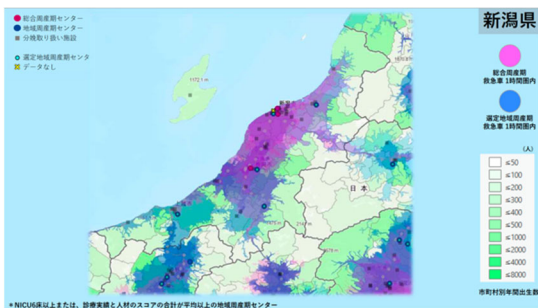 新潟県
総合周産期センター
地域周産期センター
分娩取り扱い施設
選定地域周産期センタ
データなし
1172.1 m
新潟市
日本
総合周産期
救急車 1時間圏内
選定地域周産期
救急車 1時間圏内
(人)
≤50
≤100
≤200
≤300
≤400
≤500
≤1000
≤2000
≤4000
≤8000
市町村別年間出生数
* NICU6床以上または、診療実績と人材のスコアの合計が平均以上の地域周産期センター